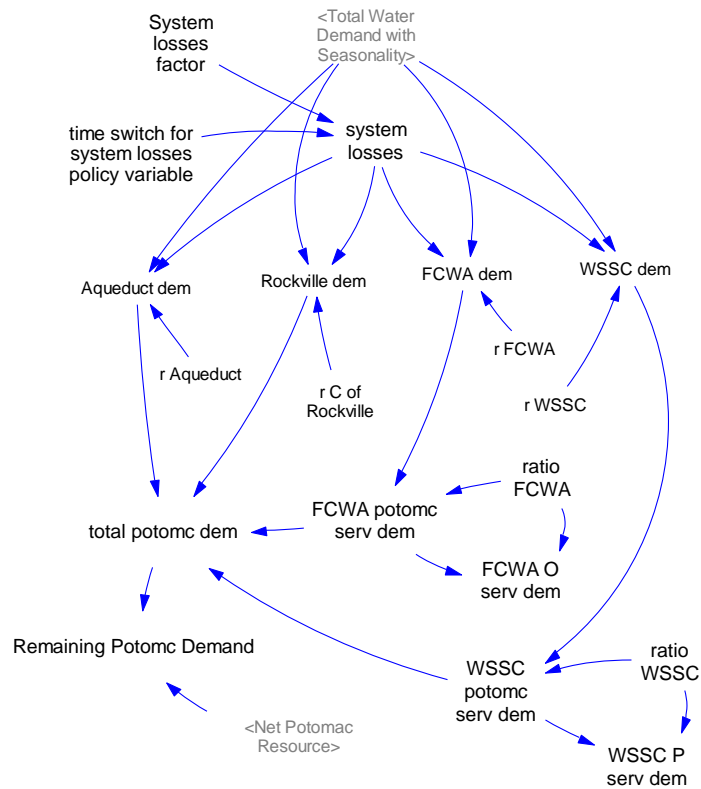 System
losses
factor
<Total Water
Demand with
Seasonality>
time switch for
system losses
policy variable
system
losses
Aqueduct dem
Rockville dem
FCWA dem
WSSC dem
r Aqueduct
r C of
Rockville
r FCWA
r WSSC
ratio
FCWA
total potomc dem
FCWA potomc
serv dem
FCWA O
serv dem
Remaining Potomc Demand
WSSC
potomc
serv dem
ratio
WSSC
<Net Potomac
Resource>
WSSC P
serv dem